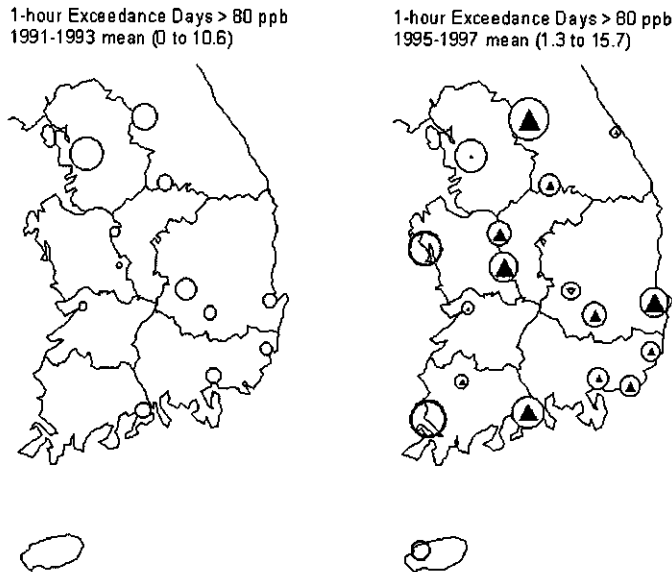 1-hour Exceedance Days > 80 ppb
1991-1993 mean (0 to 10.6)
1-hour Exceedance Days > 80 ppb
1995-1997 mean (1.3 to 15.7)